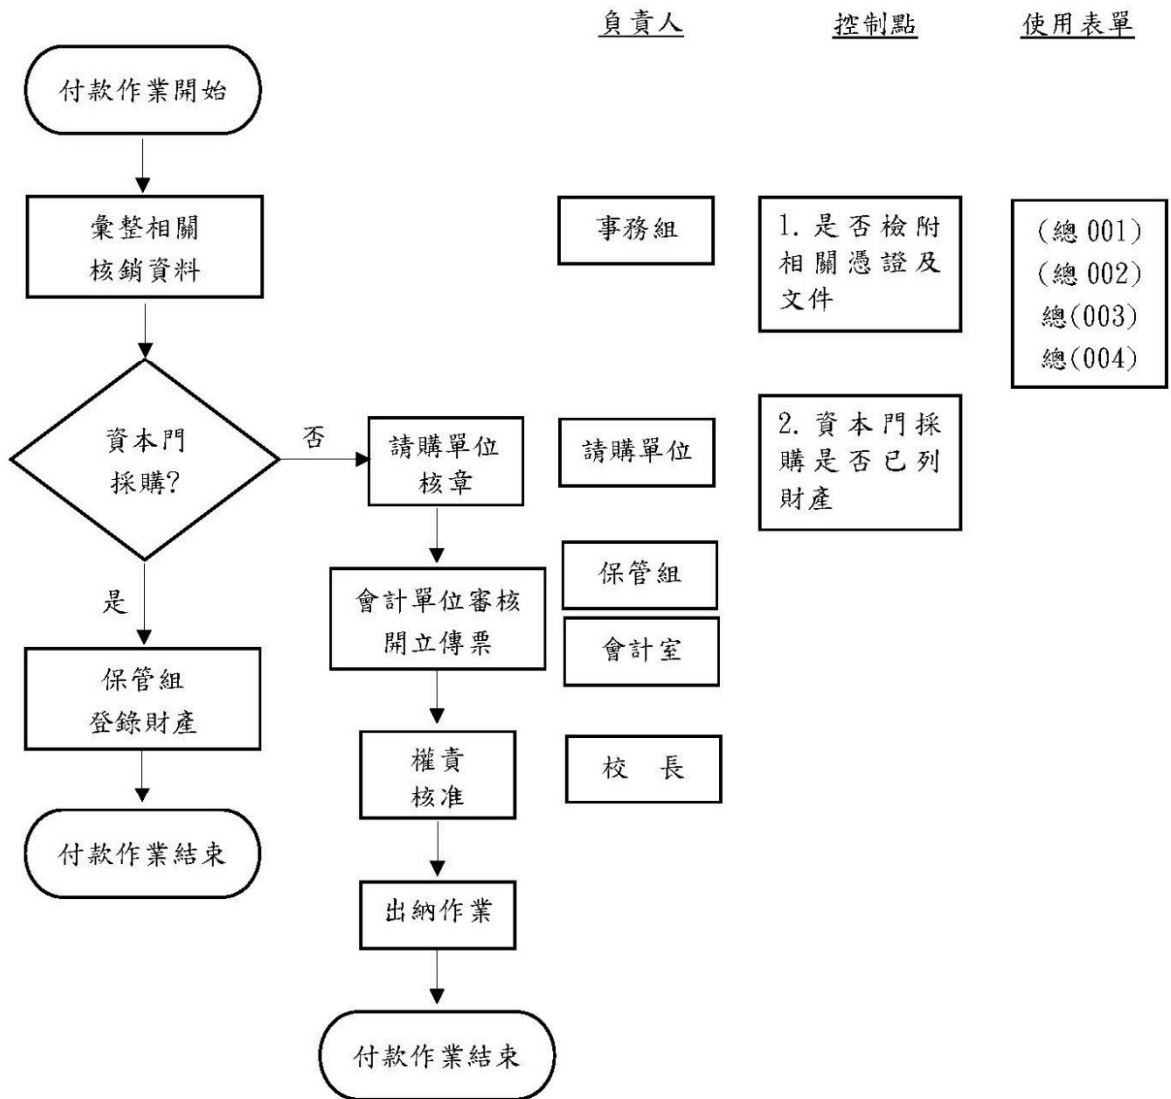 負責人
控制點
使用表單
付款作業開始
彙整相關
核銷資料
事務組
1. 是否檢附
相關憑證及
文件
(總 001)
(總 002)
總(003)
總(004)
資本門
採購?
否
請購單位
核章
請購單位
2. 資本門採
購是否已列
財產
是
會計單位審核
開立傳票
保管組
會計室
保管組
登錄財產
權責
核准
校 長
付款作業結束
出納作業
付款作業結束